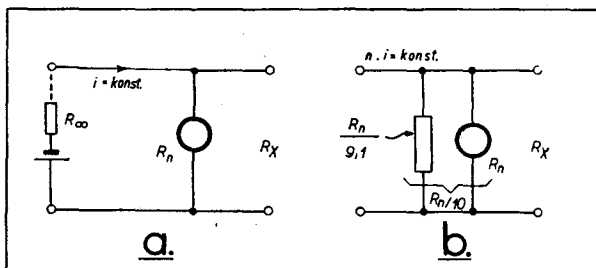 i = konst.
R∞
Rn
RX
a.
n . i = konst.
Rn
9,1
Rn
RX
Rn/10
b.